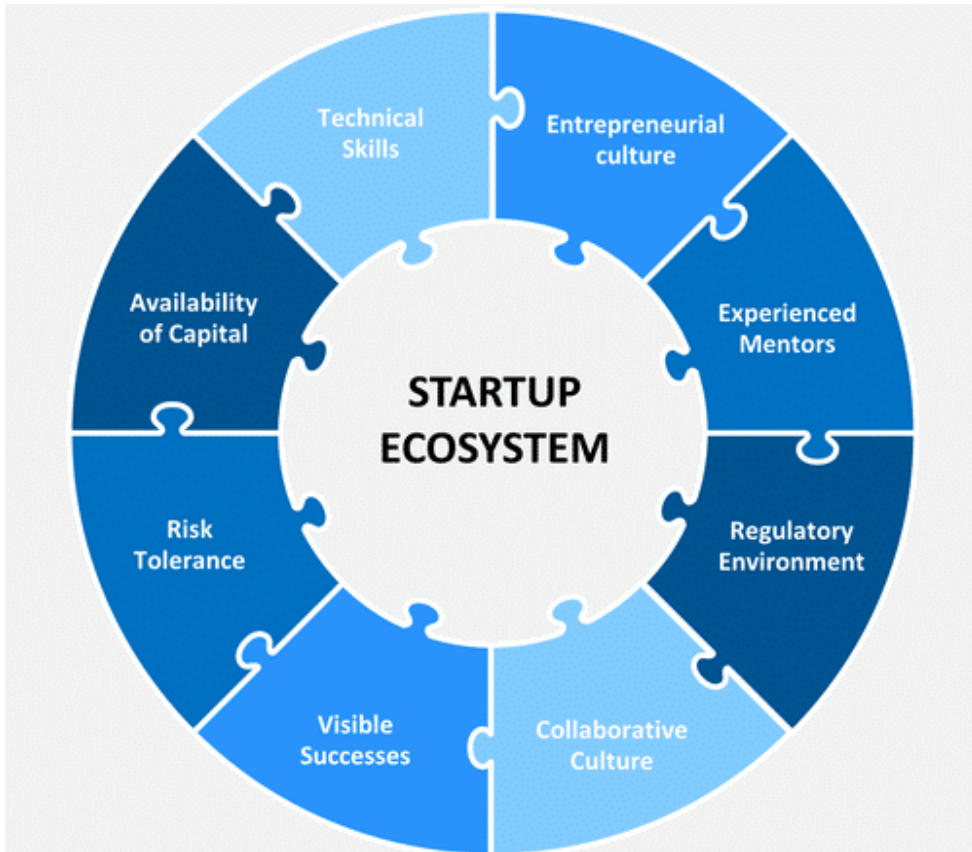 Technical
Skills
Entrepreneurial
culture
Experienced
Mentors
Regulatory
Environment
Collaborative
Culture
Visible
Successes
Risk
Tolerance
Availability
of Capital
STARTUP
ECOSYSTEM